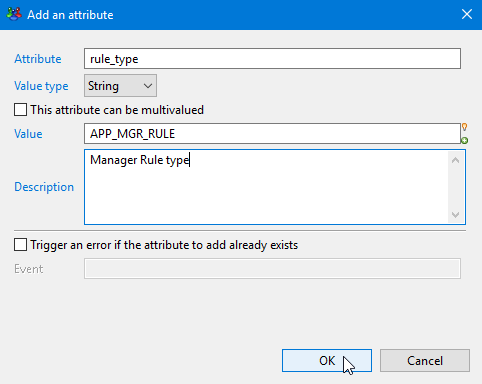 Add an attribute
Attribute rule_type
Value type String
This attribute can be multivalued
Value APP_MGR_RULE
Manager Rule type
Description
Trigger an error if the attribute to add already exists
Event
OK Cancel